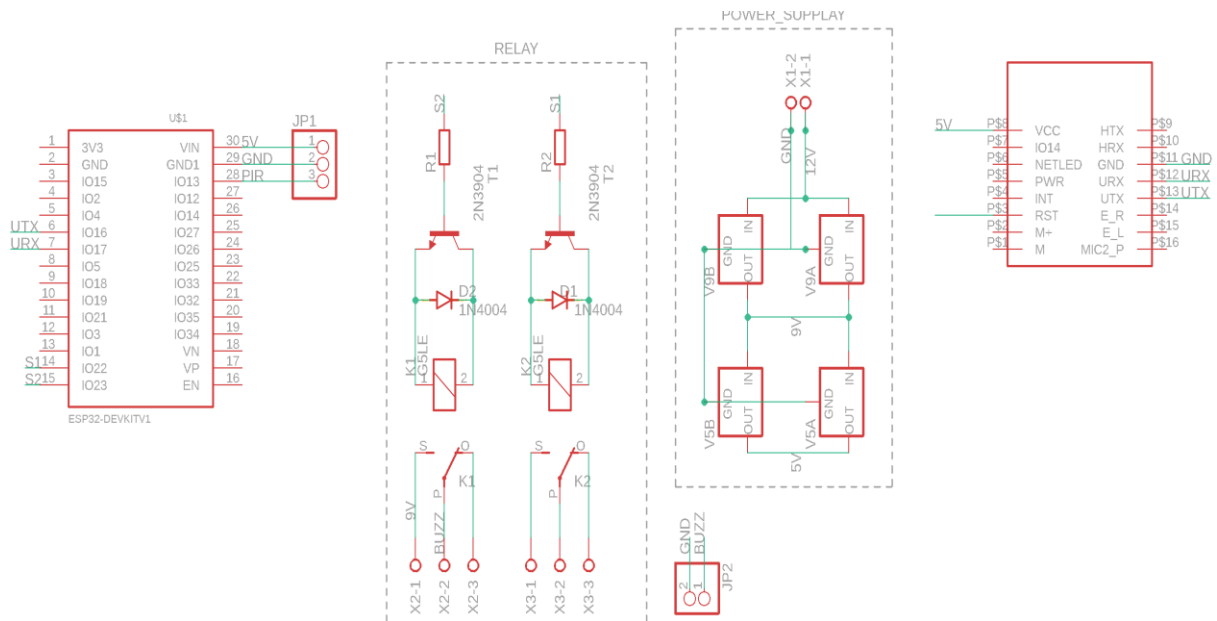 U$1
1 3V3 VIN 30 5V
2 GND GND1 29 GND
3 IO15 IO13 28 PIR
4 IO2 IO12 27
5 IO4 IO14 26
UTX 6 IO16 IO27 25
URX 7 IO17 IO26 24
8 IO5 IO25 23
9 IO18 IO33 22
10 IO19 IO32 21
11 IO21 IO35 20
12 IO3 IO34 19
13 IO1 VN 18
S1 14 IO22 VP 17
S2 15 IO23 EN 16
ESP32-DEVKITV1
JP1
1
2
3
RELAY
S2
R1
2N3904
T1
D2
1N4004
K1
G5LE
1 2
S O
P
K1
9V
BUZZ
X2-1
X2-2
X2-3
S1
R2
2N3904
T2
D1
1N4004
K2
G5LE
1 2
S O
P
K2
X3-1
X3-2
X3-3
POWER_SUPPLAY
X1-2
X1-1
GND
12V
V9B
GND
IN
OUT
V9A
GND
IN
OUT
9V
V5B
GND
IN
OUT
V5A
GND
IN
OUT
5V
GND
BUZZ
2
1
JP2
5V P$8 VCC HTX P$9
P$7 IO14 HRX P$10
P$6 NETLED GND P$11 GND
P$5 PWR URX P$12 URX
P$4 INT UTX P$13 UTX
P$3 RST E_R P$14
P$2 M+ E_L P$15
P$1 M MIC2_P P$16